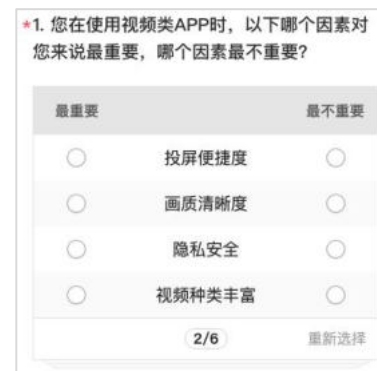 *1. 您在使用视频类APP时，以下哪个因素对
您来说最重要，哪个因素最不重要？
最重要 最不重要
投屏便捷度
画质清晰度
隐私安全
视频种类丰富
2/6 重新选择